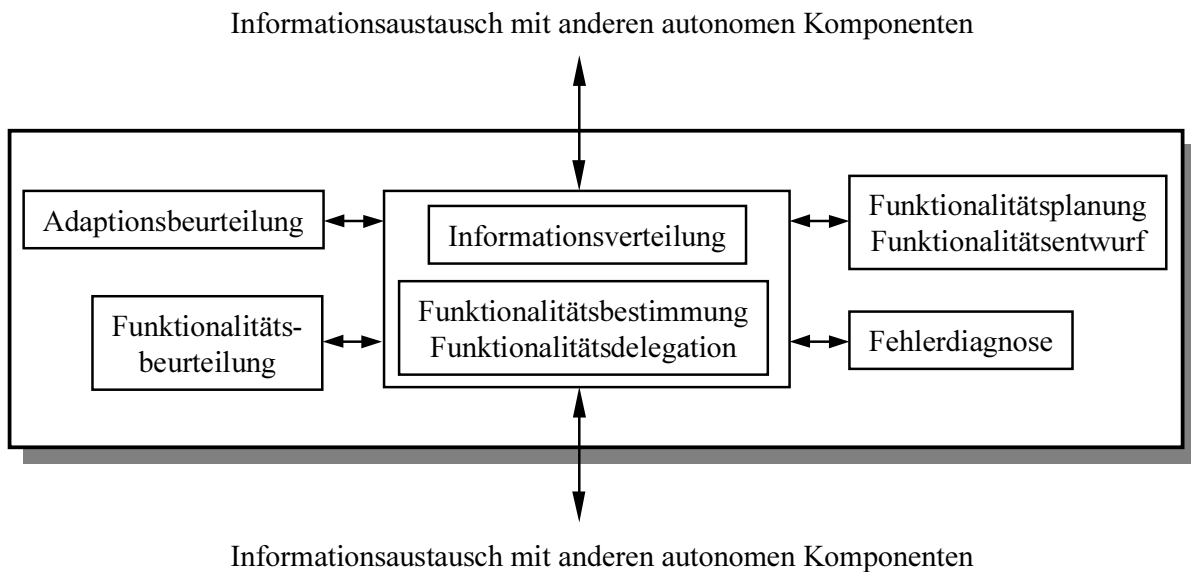 Informationsaustausch mit anderen autonomen Komponenten
Adaptionsbeurteilung
Funktionalitäts-
beurteilung
Informationsverteilung
Funktionalitätsbestimmung
Funktionalitätsdelegation
Funktionalitätsplanung
Funktionalitätsentwurf
Fehlerdiagnose
Informationsaustausch mit anderen autonomen Komponenten